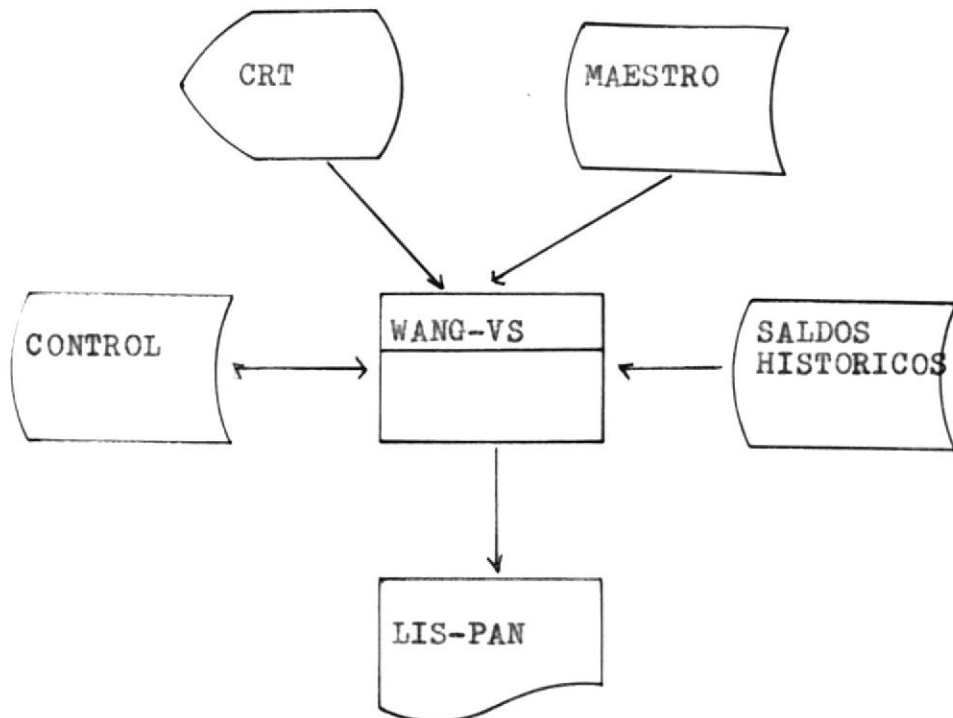 CRT
MAESTRO
CONTROL
WANG-VS
SALDOS
HISTORICOS
LIS-PAN